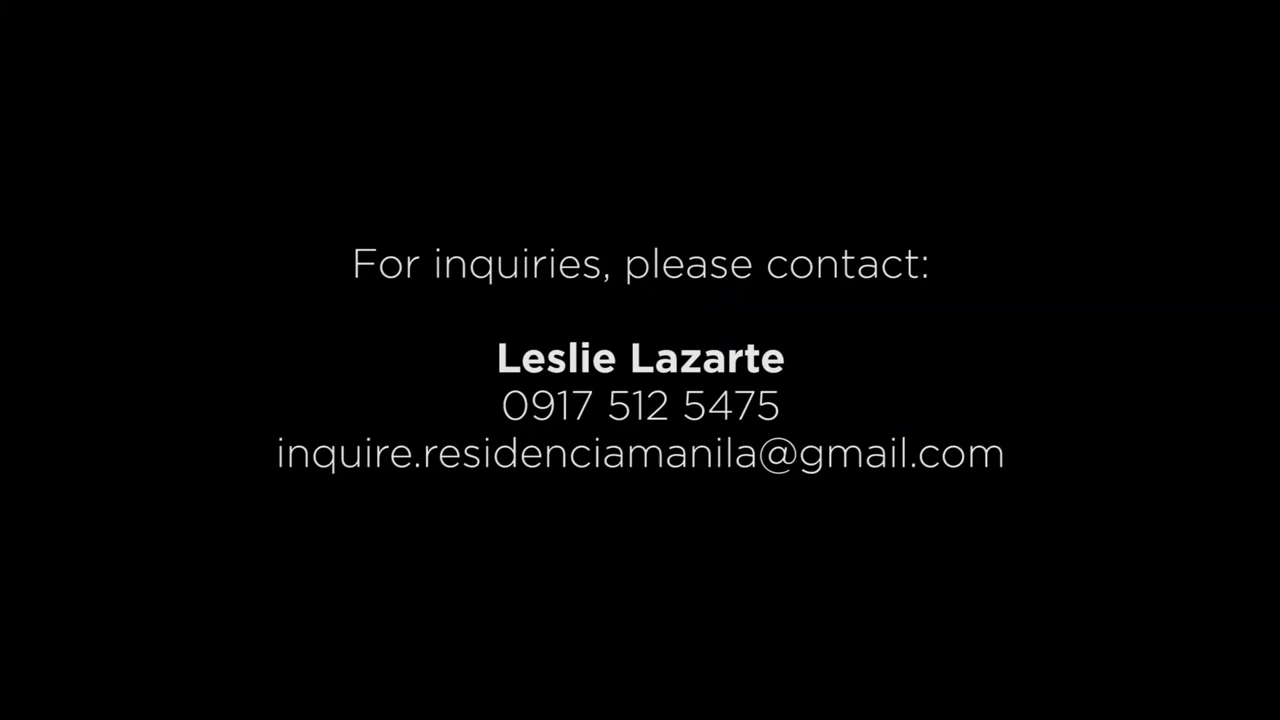 For inquiries, please contact:
Leslie Lazarte
0917 512 5475
inquire.residenciamanila@gmail.com